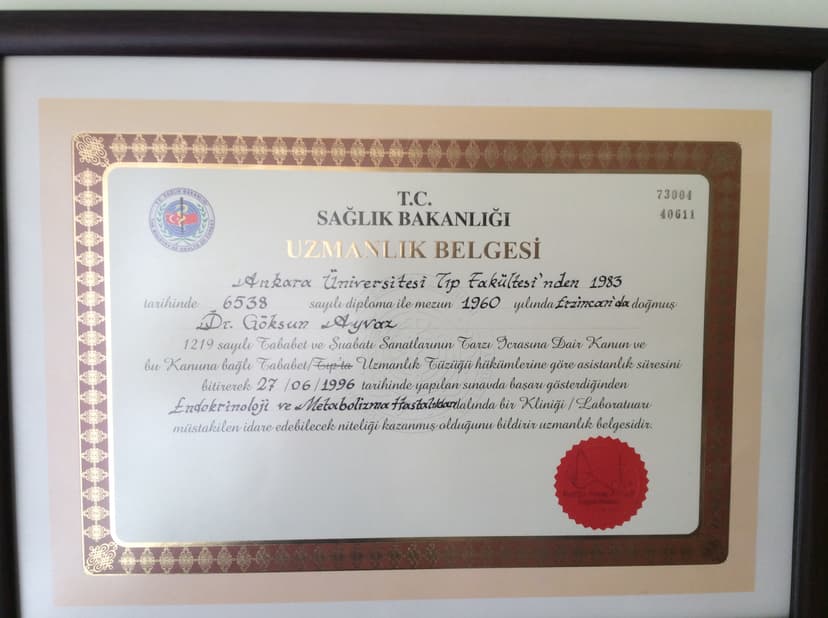 T.C.
SAĞLIK BAKANLIĞI
UZMANLIK BELGESİ
73004
40611
Ankara Üniversitesi Tıp Fakültesi'nden 1983
tarihinde 6538 sayılı diploma ile mezun 1960 yılında Erzincan'da doğmuş
Dr. Göksun Ayvaz
1219 sayılı Tababet ve Şuabatı Sanatlarının Tarzı İcrasına Dair Kanun ve
bu Kanuna bağlı Tababet/Tıp'ta Uzmanlık Tüzüğü hükümlerine göre asistanlık süresini
bitirerek 27/06/1996 tarihinde yapılan sınavda başarı gösterdiğinden
Endokrinoloji ve Metabolizma Hastalıkları dalında bir Kliniği/Laboratuarı
müstakilen idare edebilecek niteliği kazanmış olduğunu bildirir uzmanlık belgesidir.